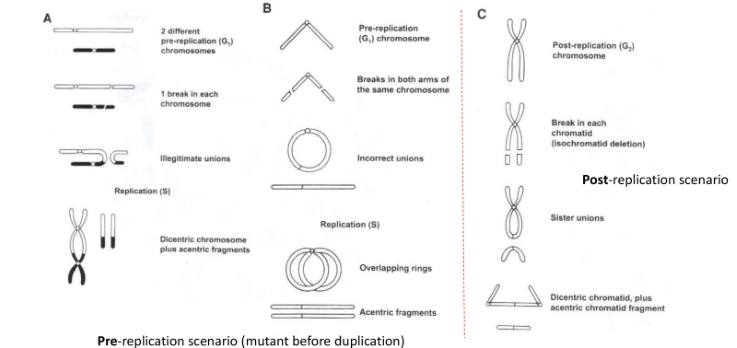 A
2 different
pre-replication (G₁)
chromosomes
1 break in each
chromosome
Illegitimate unions
Replication (S)
Dicentric chromosome
plus acentric fragments
B
Pre-replication
(G₁) chromosome
Breaks in both arms of
the same chromosome
Incorrect unions
Replication (S)
Overlapping rings
Acentric fragments
C
Post-replication (G₂)
chromosome
Break in each
chromatid
(isochromatid deletion)
Post-replication scenario
Sister unions
Dicentric chromatid, plus
acentric chromatid fragment
Pre-replication scenario (mutant before duplication)